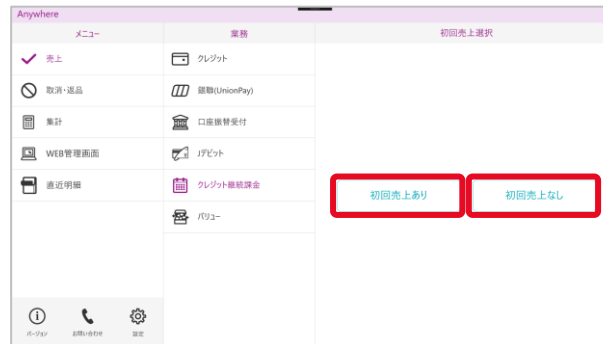 Anywhere
メニュー
業務
初回売上選択
売上
取消・返品
集計
WEB管理画面
直近明細
クレジット
銀聯(UnionPay)
口座振替受付
Jデビット
クレジット継続課金
バリュー
初回売上あり
初回売上なし
バージョン
お問い合わせ
設定